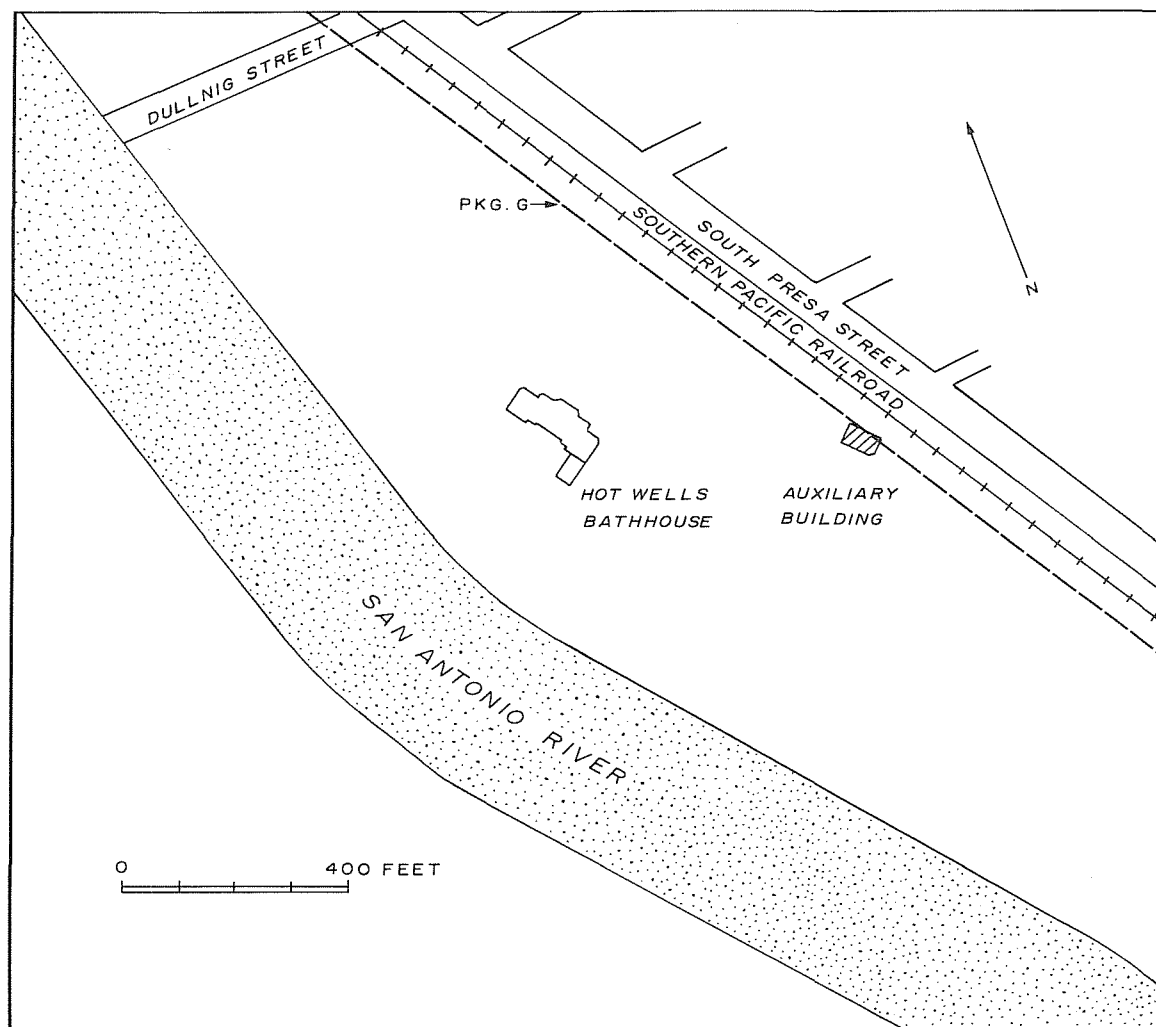 DULLNIG STREET
PKG. G
SOUTH PRESA STREET
SOUTHERN PACIFIC RAILROAD
N
HOT WELLS
BATHHOUSE
AUXILIARY
BUILDING
SAN ANTONIO RIVER
0 400 FEET